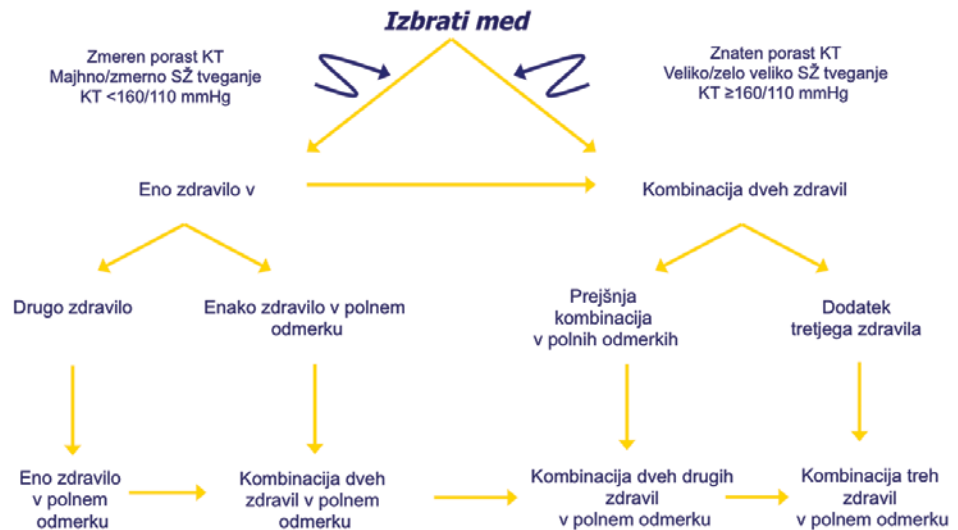 Izbrati med
Zmeren porast KT
Majhno/zmerno SŽ tveganje
KT <160/110 mmHg
Znaten porast KT
Veliko/zelo veliko SŽ tveganje
KT ≥160/110 mmHg
Eno zdravilo v
Kombinacija dveh zdravil
Drugo zdravilo
Enako zdravilo v polnem
odmerku
Prejšnja
kombinacija
v polnih odmerkih
Dodatek
tretjega zdravila
Eno zdravilo
v polnem
odmerku
Kombinacija dveh
zdravil v polnem
odmerku
Kombinacija dveh drugih
zdravil
v polnem odmerku
Kombinacija treh
zdravil
v polnem odmerku